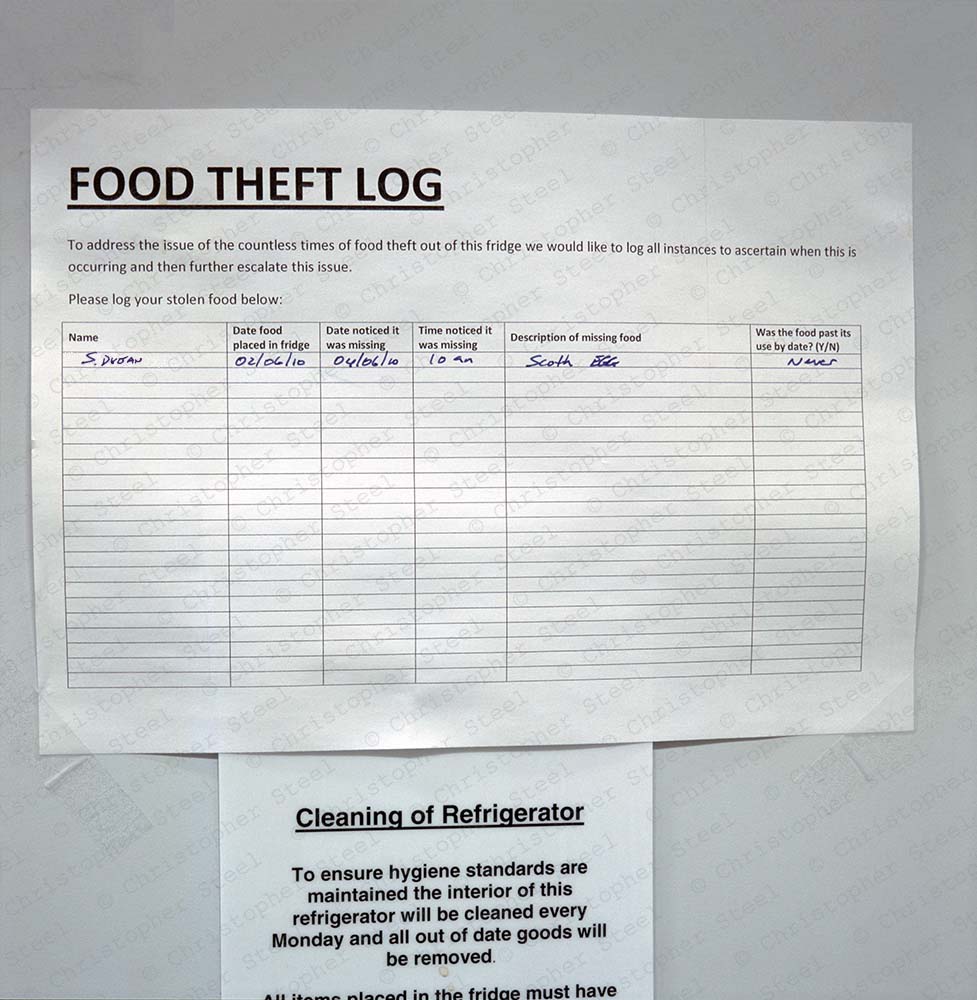 FOOD THEFT LOG
To address the issue of the countless times of food theft out of this fridge we would like to log all instances to ascertain when this is
occurring and then further escalate this issue.
Please log your stolen food below:
Name
Date food
placed in fridge
Date noticed it
was missing
Time noticed it
was missing
Description of missing food
Was the food past its
use by date? (Y/N)
S. 02/06/10 04/06/10 10 am Scoth EGG Never
Cleaning of Refrigerator
To ensure hygiene standards are
maintained the interior of this
refrigerator will be cleaned every
Monday and all out of date goods will
be removed.
All items placed in the fridge must have
© Christopher Steel